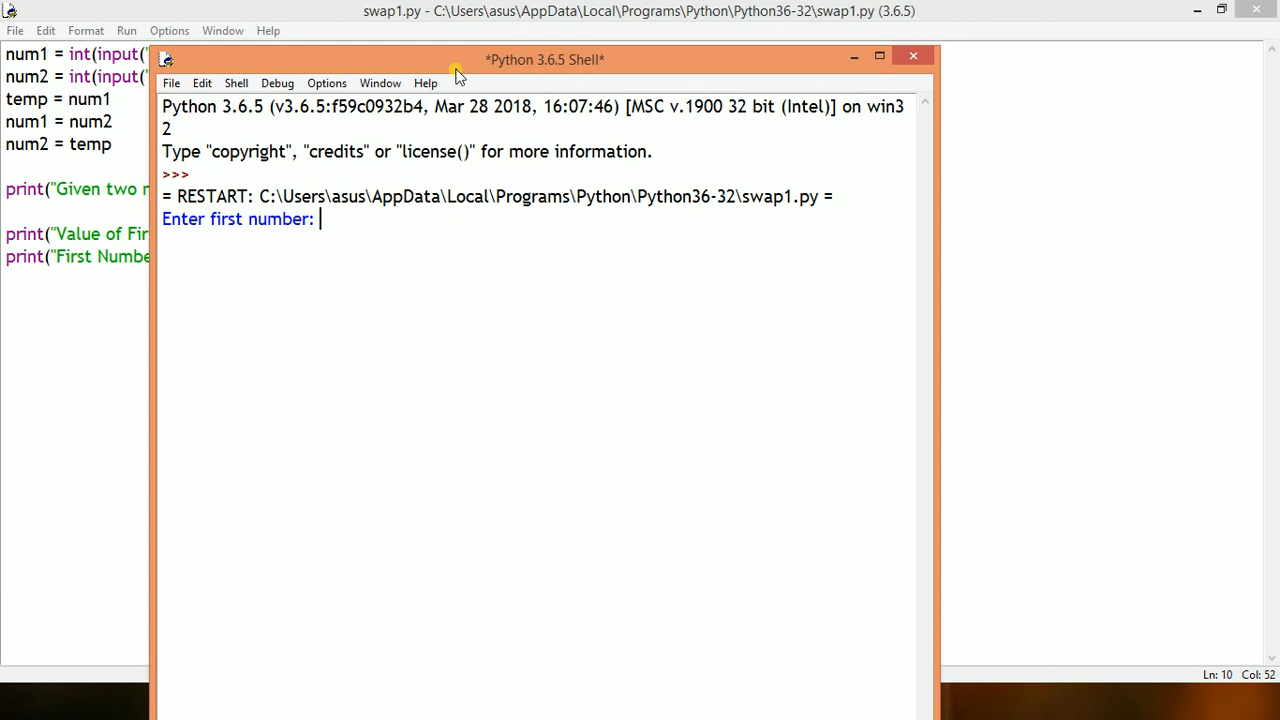 swap1.py - C:\Users\asus\AppData\Local\Programs\Python\Python36-32\swap1.py (3.6.5)
File Edit Format Run Options Window Help
num1 = int(input("
num2 = int(input("
temp = num1
num1 = num2
num2 = temp
print("Given two
print("Value of
print("First
*Python 3.6.5 Shell*
File Edit Shell Debug Options Window Help
Python 3.6.5 (v3.6.5:f59c0932b4, Mar 28 2018, 16:07:46) [MSC v.1900 32 bit (Intel)] on win3
2
Type "copyright", "credits" or "license()" for more information.
>>>
= RESTART: C:\Users\asus\AppData\Local\Programs\Python\Python36-32\swap1.py =
Enter first number:
Ln: 10 Col: 52